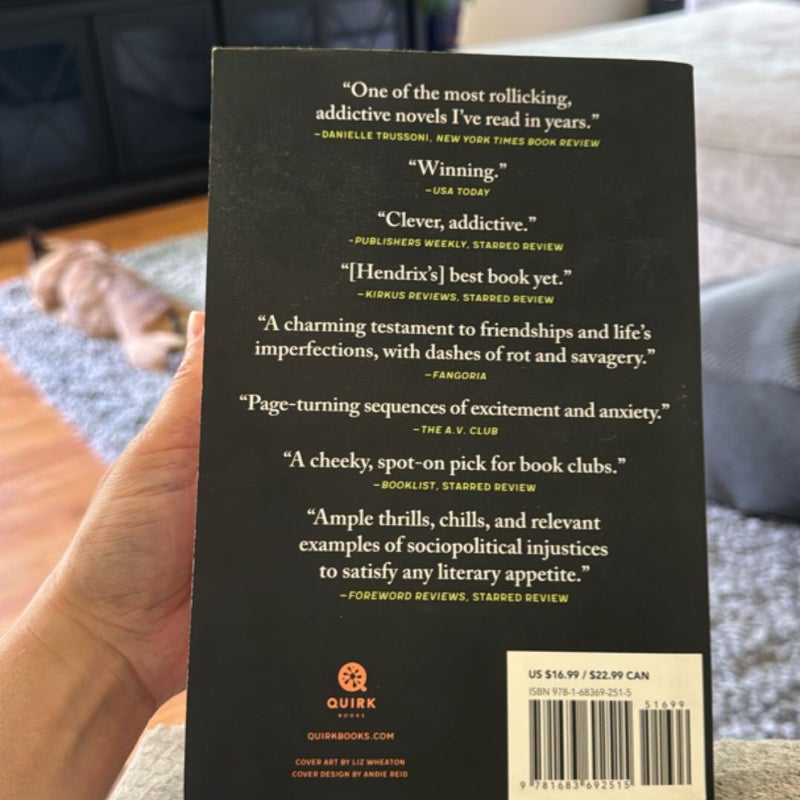 “One of the most rollicking,
addictive novels I’ve read in years.”
–DANIELLE TRUSSONI, NEW YORK TIMES BOOK REVIEW
“Winning.”
–USA TODAY
“Clever, addictive.”
–PUBLISHERS WEEKLY, STARRED REVIEW
“[Hendrix’s] best book yet.”
–KIRKUS REVIEWS, STARRED REVIEW
“A charming testament to friendships and life’s
imperfections, with dashes of rot and savagery.”
–FANGORIA
“Page-turning sequences of excitement and anxiety.”
–THE A.V. CLUB
“A cheeky, spot-on pick for book clubs.”
–BOOKLIST, STARRED REVIEW
“Ample thrills, chills, and relevant
examples of sociopolitical injustices
to satisfy any literary appetite.”
–FOREWORD REVIEWS, STARRED REVIEW
QUIRK
BOOKS
QUIRKBOOKS.COM
COVER ART BY LIZ WHEATON
COVER DESIGN BY ANDIE REID
US $16.99 / $22.99 CAN
ISBN 978-1-68369-251-5
51699
9 781683 692515